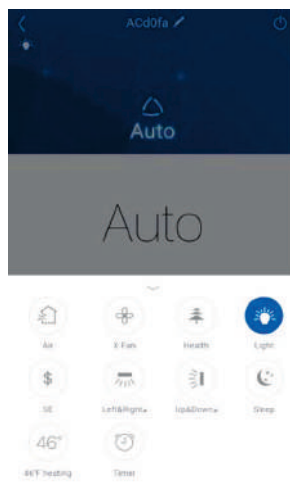 ACd0fa
Auto
Auto
Air X-Fan Health Light
$
SE Left&Right Up&Down Sleep
46°
46°F heating Timer